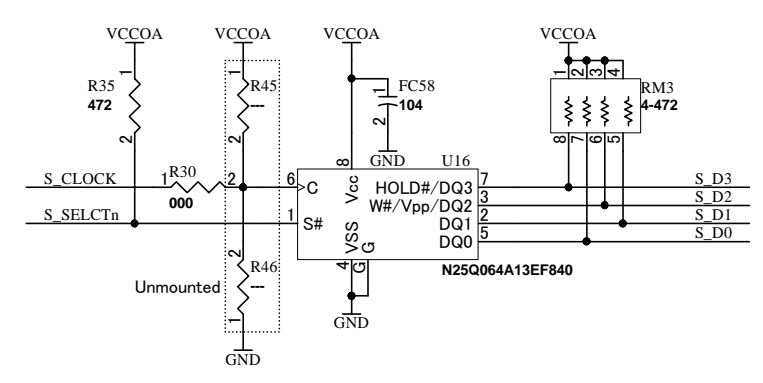 VCCOA VCCOA VCCOA VCCOA
1 1 1 1 2 3 4
R35 R45 FC58 RM3
472 --- 104 4-472
2 2 2 8 7 6 5
GND
8 U16
S_CLOCK 1 R30 2 6 C Vcc HOLD#/DQ3 7 S_D3
000 W#/Vpp/DQ2 3 S_D2
S_SELCTn 1 S# DQ1 2 S_D1
VSS G DQ0 5 S_D0
2 4 G N25Q064A13EF840
R46
Unmounted ---
1 GND
GND